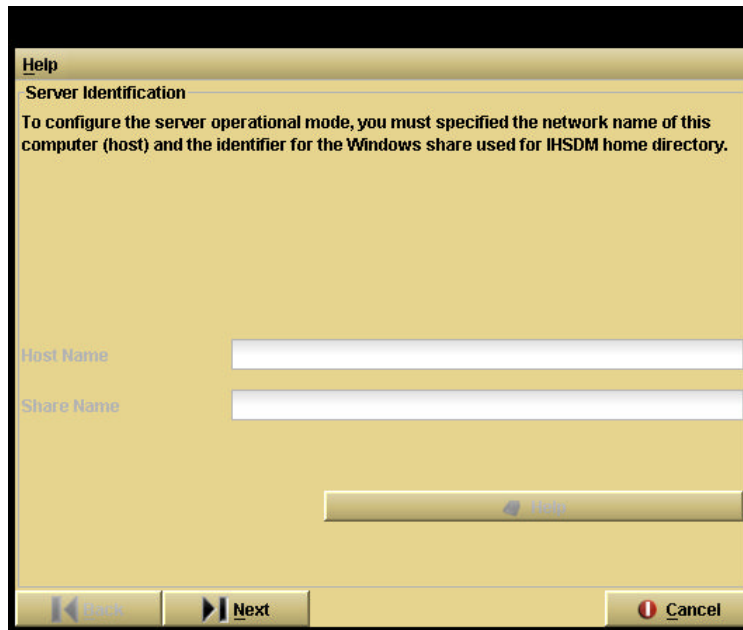 Help
Server Identification
To configure the server operational mode, you must specified the network name of this
computer (host) and the identifier for the Windows share used for IHSDM home directory.
Host Name
Share Name
Help
Back Next Cancel